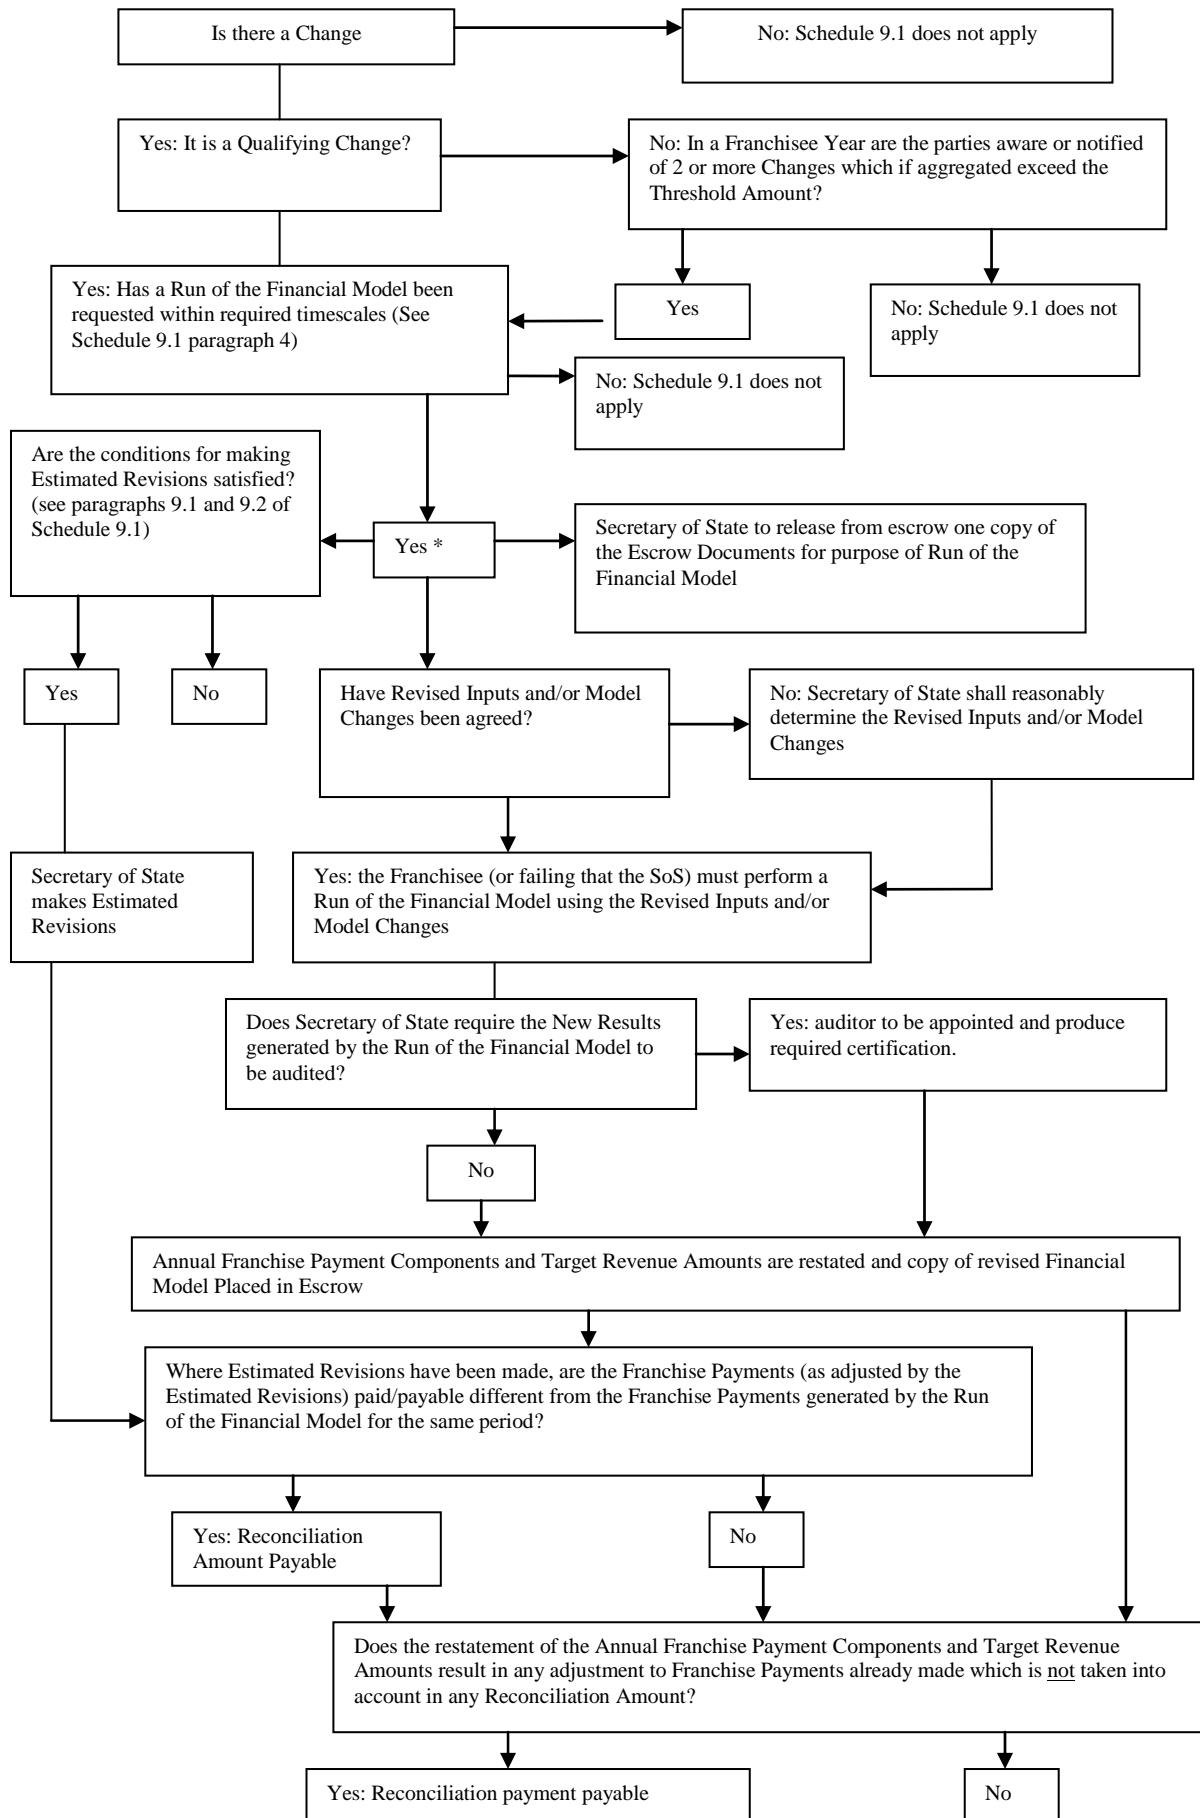 Is there a Change
No: Schedule 9.1 does not apply
Yes: It is a Qualifying Change?
No: In a Franchisee Year are the parties aware or notified
of 2 or more Changes which if aggregated exceed the
Threshold Amount?
Yes: Has a Run of the Financial Model been
requested within required timescales (See
Schedule 9.1 paragraph 4)
Yes
No: Schedule 9.1 does not
apply
No: Schedule 9.1 does not
apply
Are the conditions for making
Estimated Revisions satisfied?
(see paragraphs 9.1 and 9.2 of
Schedule 9.1)
Yes *
Secretary of State to release from escrow one copy of
the Escrow Documents for purpose of Run of the
Financial Model
Yes
No
Have Revised Inputs and/or Model
Changes been agreed?
No: Secretary of State shall reasonably
determine the Revised Inputs and/or Model
Changes
Secretary of State
makes Estimated
Revisions
Yes: the Franchisee (or failing that the SoS) must perform a
Run of the Financial Model using the Revised Inputs and/or
Model Changes
Does Secretary of State require the New Results
generated by the Run of the Financial Model to
be audited?
Yes: auditor to be appointed and produce
required certification.
No
Annual Franchise Payment Components and Target Revenue Amounts are restated and copy of revised Financial
Model Placed in Escrow
Where Estimated Revisions have been made, are the Franchise Payments (as adjusted by the
Estimated Revisions) paid/payable different from the Franchise Payments generated by the Run
of the Financial Model for the same period?
Yes: Reconciliation
Amount Payable
No
Does the restatement of the Annual Franchise Payment Components and Target Revenue
Amounts result in any adjustment to Franchise Payments already made which is not taken into
account in any Reconciliation Amount?
Yes: Reconciliation payment payable
No